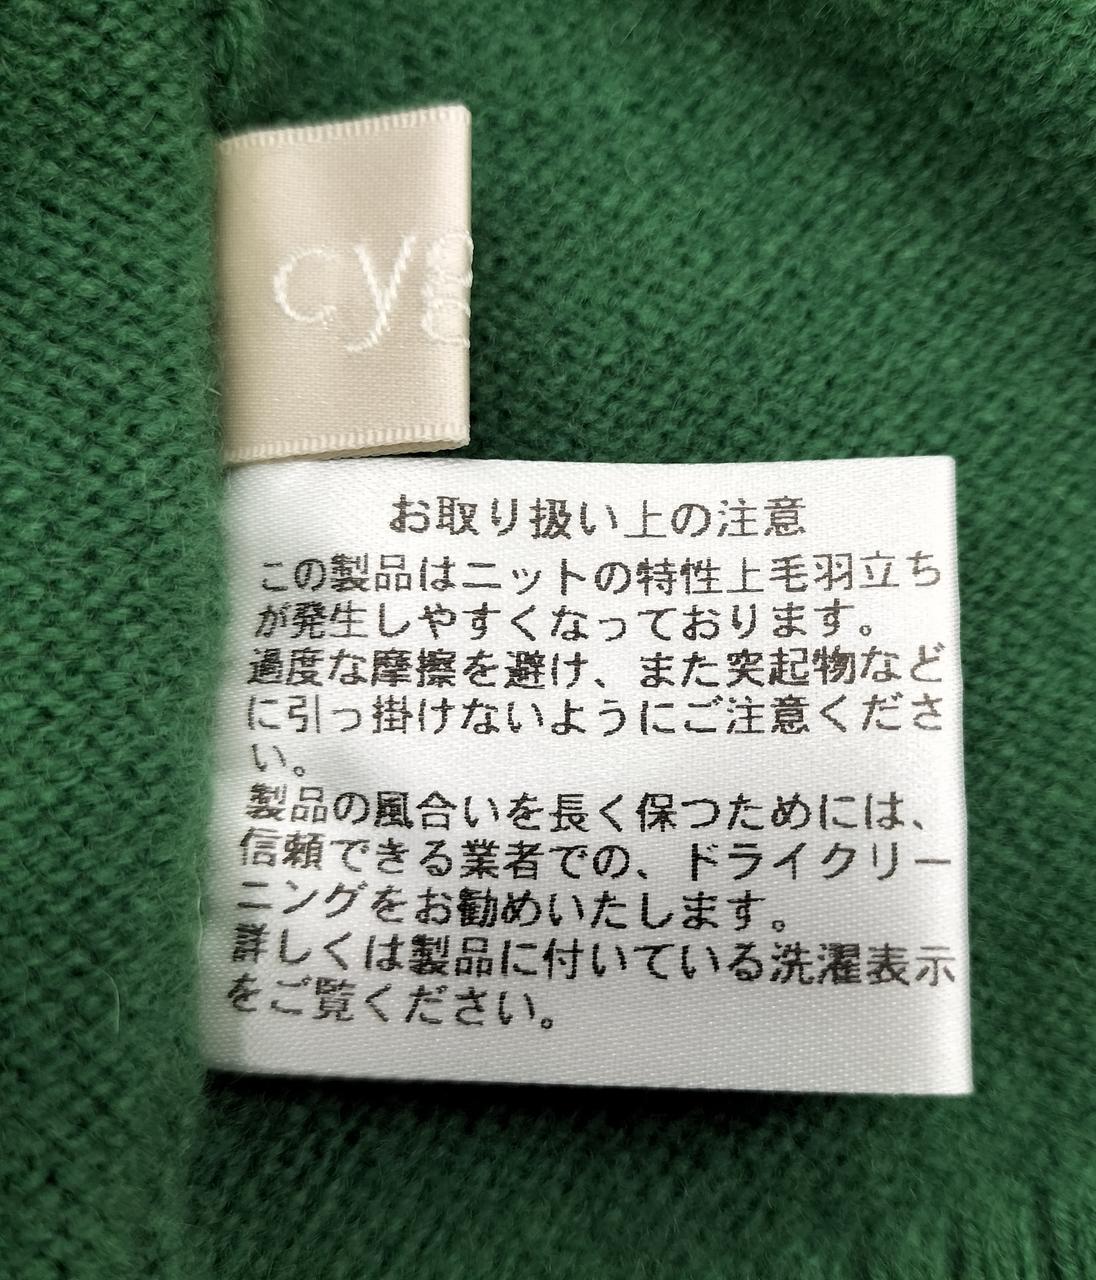 cyg
お取り扱い上の注意
この製品はニットの特性上毛羽立ち
が発生しやすくなっております。
過度な摩擦を避け、また突起物など
に引っ掛けないようにご注意くださ
い。
製品の風合いを長く保つためには、
信頼できる業者での、ドライクリー
ニングをお勧めいたします。
詳しくは製品に付いている洗濯表示
をご覧ください。